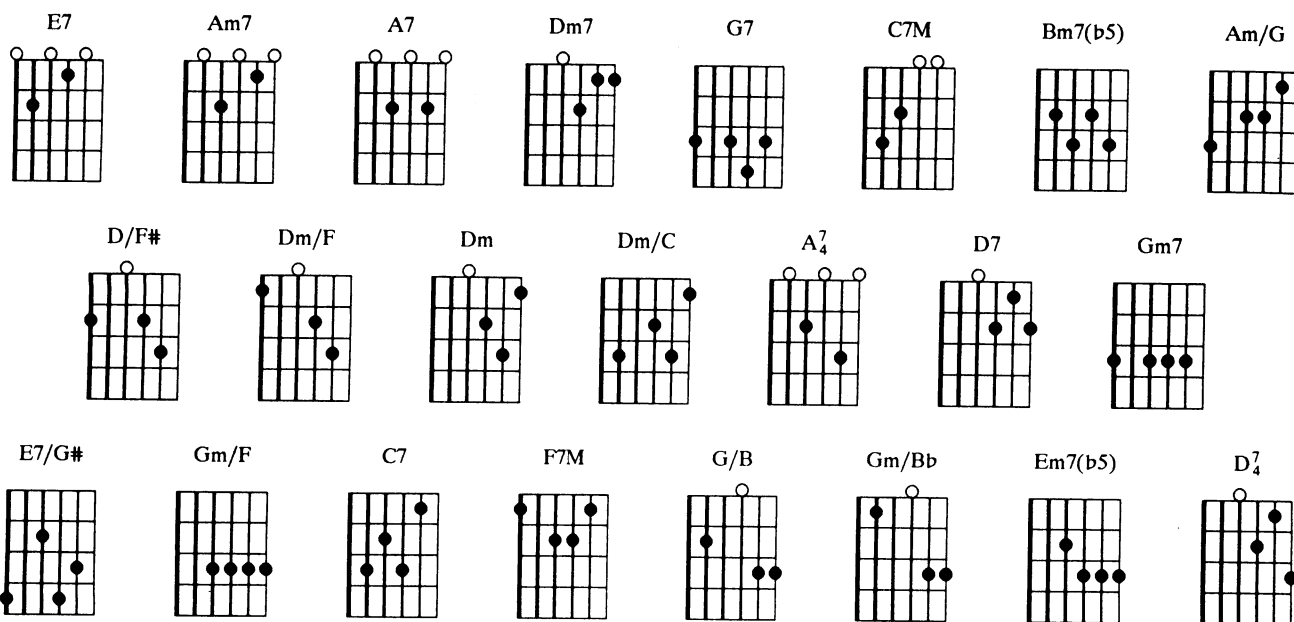 E7 Am7 A7 Dm7 G7 C7M Bm7(b5) Am/G
D/F# Dm/F Dm Dm/C A7/4 D7 Gm7
E7/G# Gm/F C7 F7M G/B Gm/Bb Em7(b5) D7/4